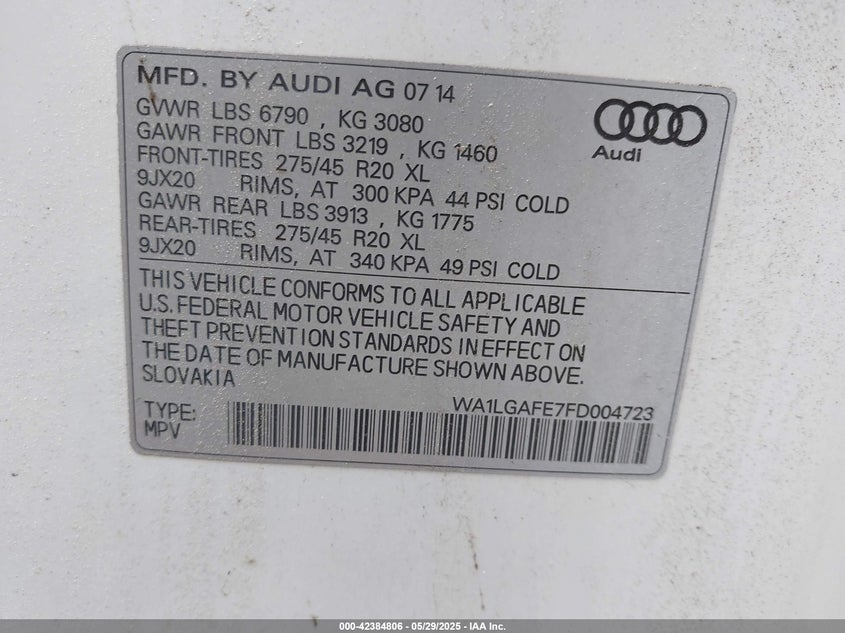 MFD. BY AUDI AG 07 14
GVWR LBS 6790 , KG 3080
GAWR FRONT LBS 3219 , KG 1460
FRONT-TIRES 275/45 R20 XL
9JX20 RIMS, AT 300 KPA 44 PSI COLD
GAWR REAR LBS 3913 , KG 1775
REAR-TIRES 275/45 R20 XL
9JX20 RIMS, AT 340 KPA 49 PSI COLD
Audi
THIS VEHICLE CONFORMS TO ALL APPLICABLE
U.S. FEDERAL MOTOR VEHICLE SAFETY AND
THEFT PREVENTION STANDARDS IN EFFECT ON
THE DATE OF MANUFACTURE SHOWN ABOVE.
SLOVAKIA
WA1LGAFE7FD004723
TYPE:
MPV
000-42384806 - 05/29/2025 - IAA Inc.